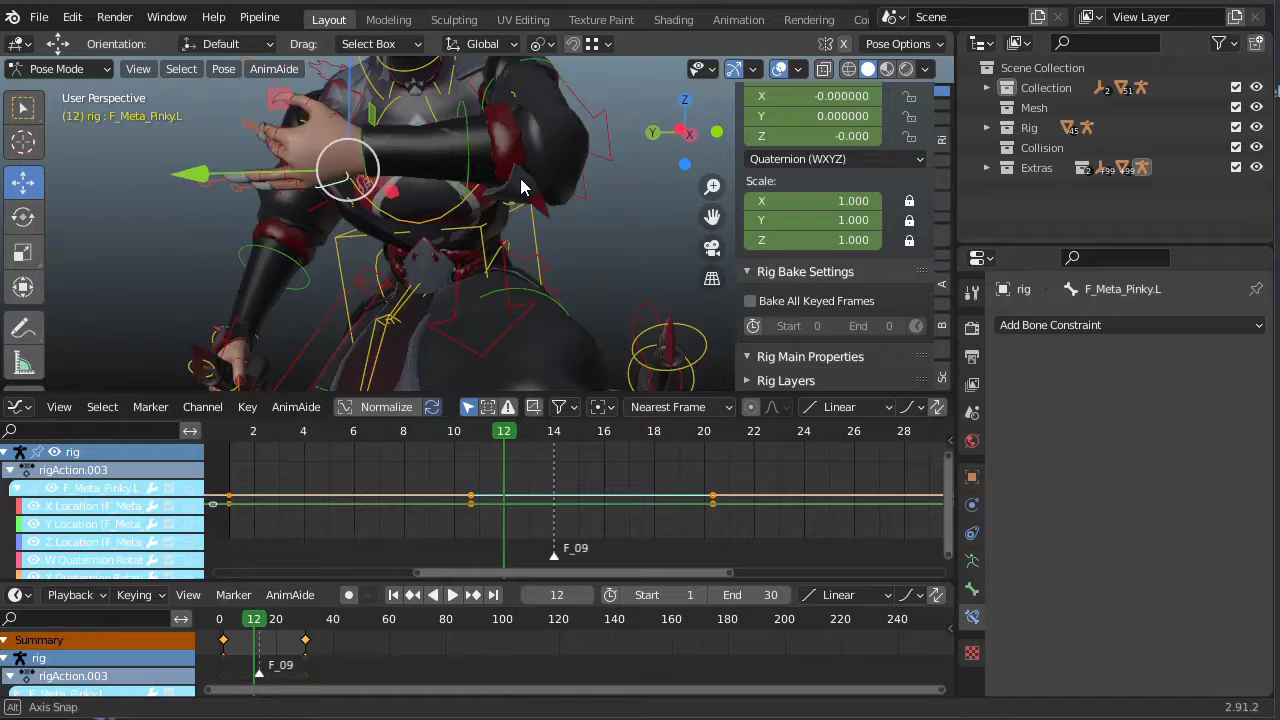 File Edit Render Window Help Pipeline Layout Modeling Sculpting UV Editing Texture Paint Shading Animation Rendering Co Scene View Layer
Orientation: Default Drag: Select Box Global X Pose Options
Pose Mode View Select Pose AnimAide
User Perspective
(12) rig : F_Meta_Pinky.L
Z
Y
X
X -0.000000
Y 0.000000
Z -0.000
Quaternion (WXYZ)
Scale:
X 1.000
Y 1.000
Z 1.000
Rig Bake Settings
Bake All Keyed Frames
Start 0 End 0
Rig Main Properties
Rig Layers
Ri
A
B
Sc
Scene Collection
Collection 2 51
Mesh
Rig 45
Collision
Extras 2 +99 +99
rig F_Meta_Pinky.L
Add Bone Constraint
View Select Marker Channel Key AnimAide Normalize Nearest Frame Linear
2 4 6 8 10 12 14 16 18 20 22 24 26 28
rig
rigAction.003
F_Meta_Pinky.L
X Location (F_Meta
Y Location (F_Meta
Z Location (F_Meta
W Quaternion Rotat
X Quaternion Rotat
F_09
Playback Keying View Marker AnimAide 12 Start 1 End 30 Linear
0 12 20 40 60 80 100 120 140 160 180 200 220 240
Summary
rig
rigAction.003
F_Meta_Pinky.L
F_09
Alt Axis Snap 2.91.2